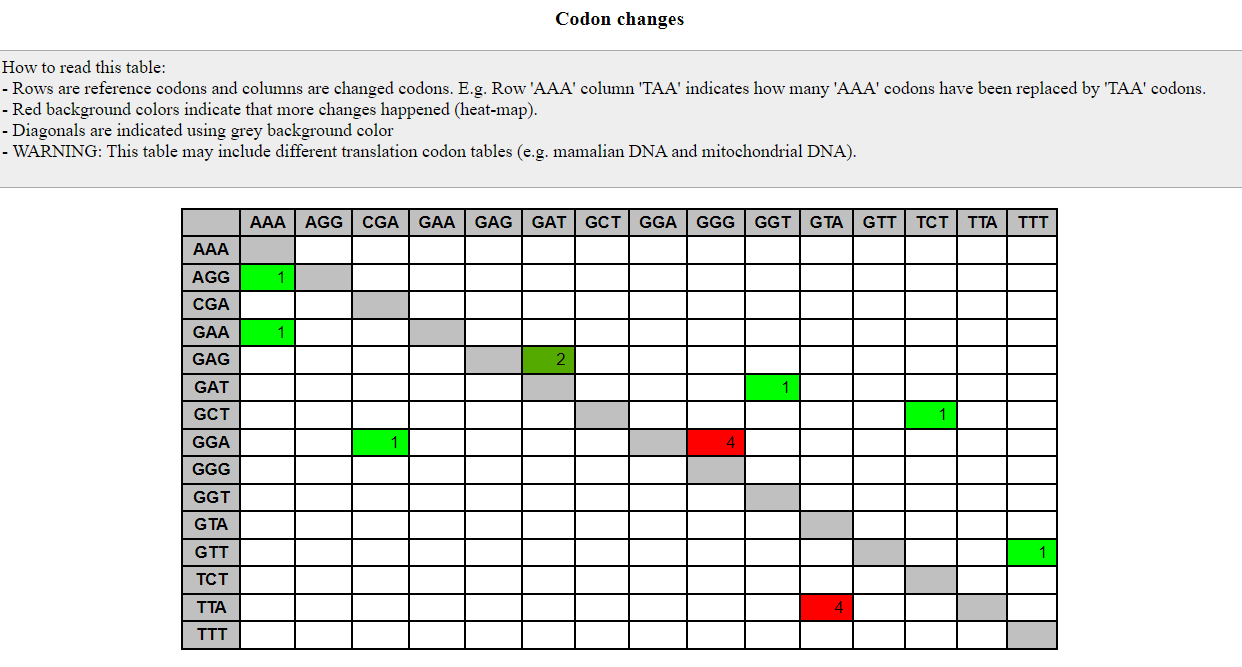 Codon changes
How to read this table:
- Rows are reference codons and columns are changed codons. E.g. Row 'AAA' column 'TAA' indicates how many 'AAA' codons have been replaced by 'TAA' codons.
- Red background colors indicate that more changes happened (heat-map).
- Diagonals are indicated using grey background color
- WARNING: This table may include different translation codon tables (e.g. mamalian DNA and mitochondrial DNA).
AAA AGG CGA GAA GAG GAT GCT GGA GGG GGT GTA GTT TCT TTA TTT
AAA
AGG 1
CGA
GAA 1
GAG 2
GAT 1
GCT 1
GGA 1 4
GGG
GGT
GTA
GTT 1
TCT
TTA 4
TTT